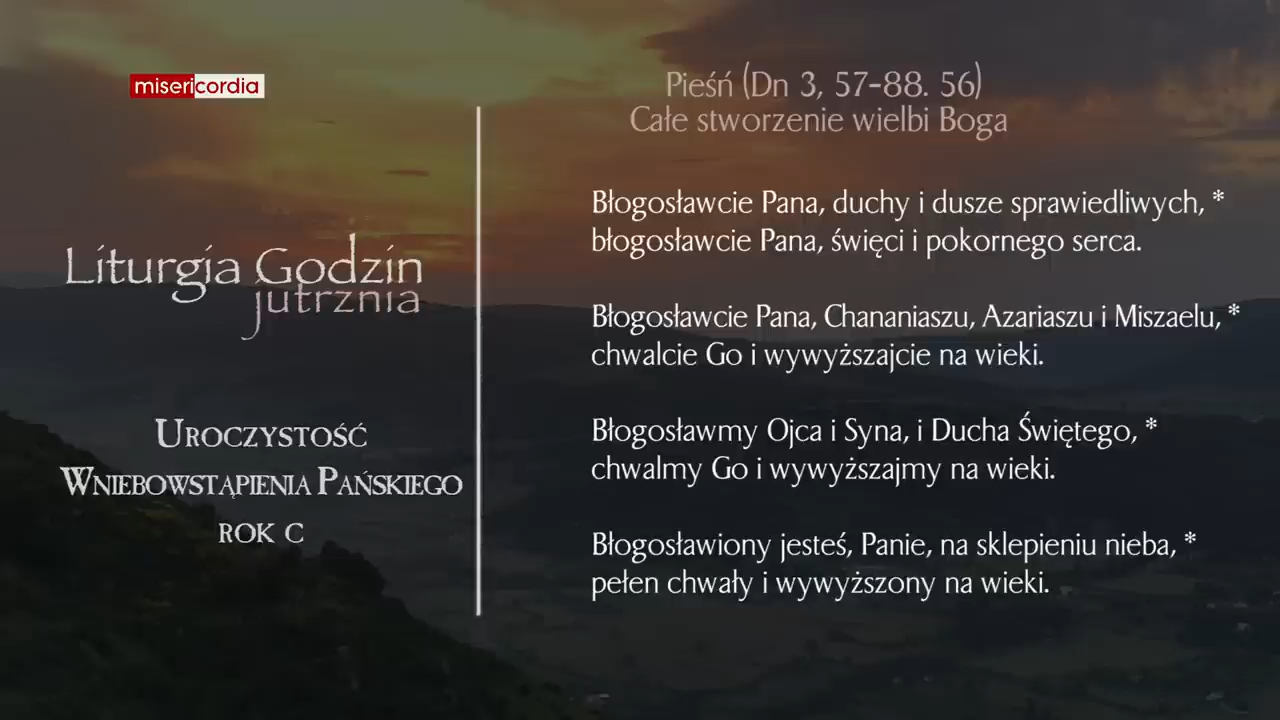 misericordia
Liturgia Godzin
jutrznia
Uroczystość
Wniebowstąpienia Pańskiego
rok C
Pieśń (Dn 3, 57-88. 56)
Całe stworzenie wielbi Boga
Błogosławcie Pana, duchy i dusze sprawiedliwych, *
błogosławcie Pana, święci i pokornego serca.
Błogosławcie Pana, Chananiaszu, Azariaszu i Miszaelu, *
chwalcie Go i wywyższajcie na wieki.
Błogosławmy Ojca i Syna, i Ducha Świętego, *
chwalmy Go i wywyższajmy na wieki.
Błogosławiony jesteś, Panie, na sklepieniu nieba, *
pełen chwały i wywyższony na wieki.